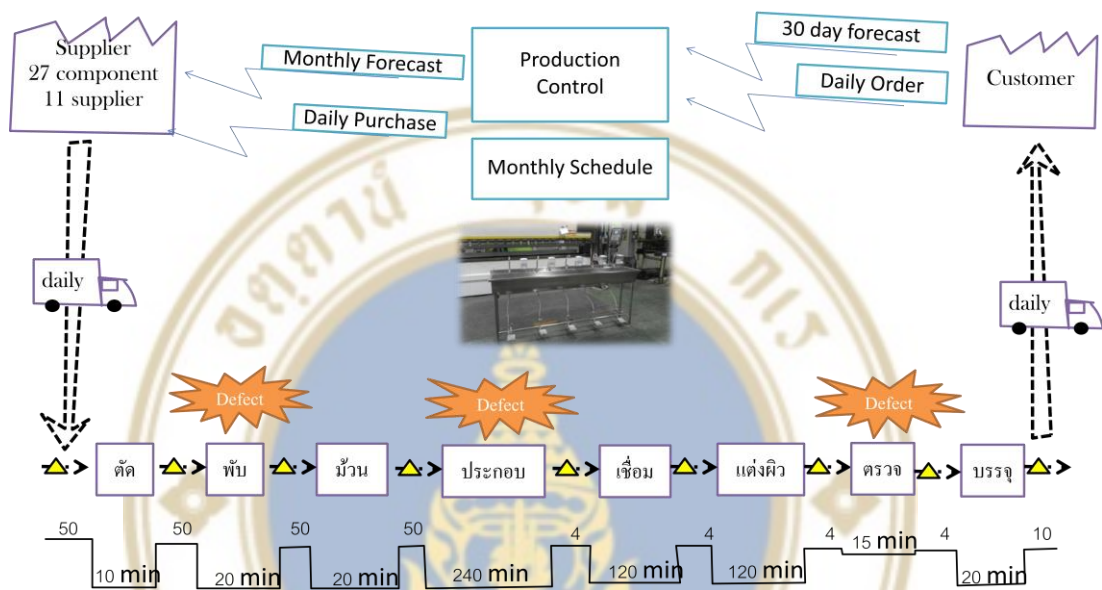 Supplier
27 component
11 supplier
Monthly Forecast
Daily Purchase
Production
Control
Monthly Schedule
30 day forecast
Daily Order
Customer
daily
daily
Defect
Defect
Defect
ตัด
พับ
ม้วน
ประกอบ
เชื่อม
แต่งผิว
ตรวจ
บรรจุ
50
50
50
50
4
4
4
4
10
10 min
20 min
20 min
240 min
120 min
120 min
15 min
20 min